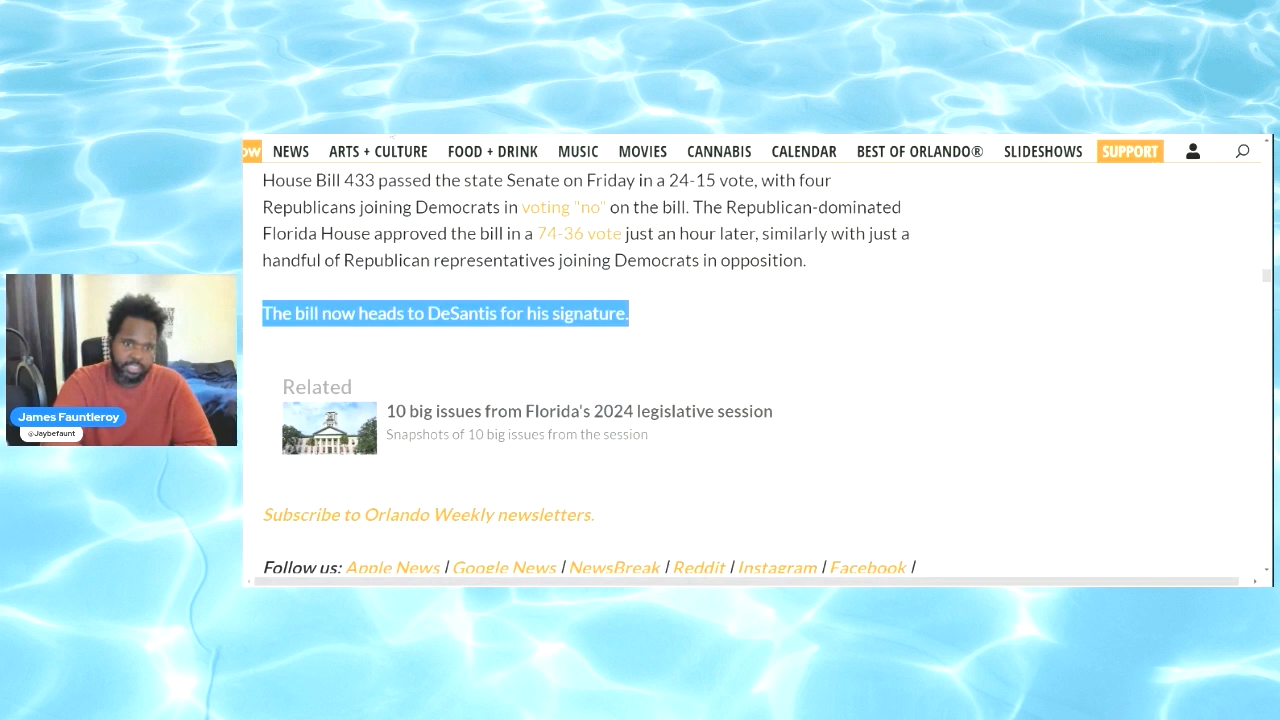 OW NEWS ARTS + CULTURE FOOD + DRINK MUSIC MOVIES CANNABIS CALENDAR BEST OF ORLANDO® SLIDESHOWS SUPPORT
House Bill 433 passed the state Senate on Friday in a 24-15 vote, with four
Republicans joining Democrats in voting "no" on the bill. The Republican-dominated
Florida House approved the bill in a 74-36 vote just an hour later, similarly with just a
handful of Republican representatives joining Democrats in opposition.
The bill now heads to DeSantis for his signature.
Related
10 big issues from Florida's 2024 legislative session
Snapshots of 10 big issues from the session
Subscribe to Orlando Weekly newsletters.
Follow us: Apple News | Google News | NewsBreak | Reddit | Instagram | Facebook |
James Fauntleroy
@Jaybefaunt